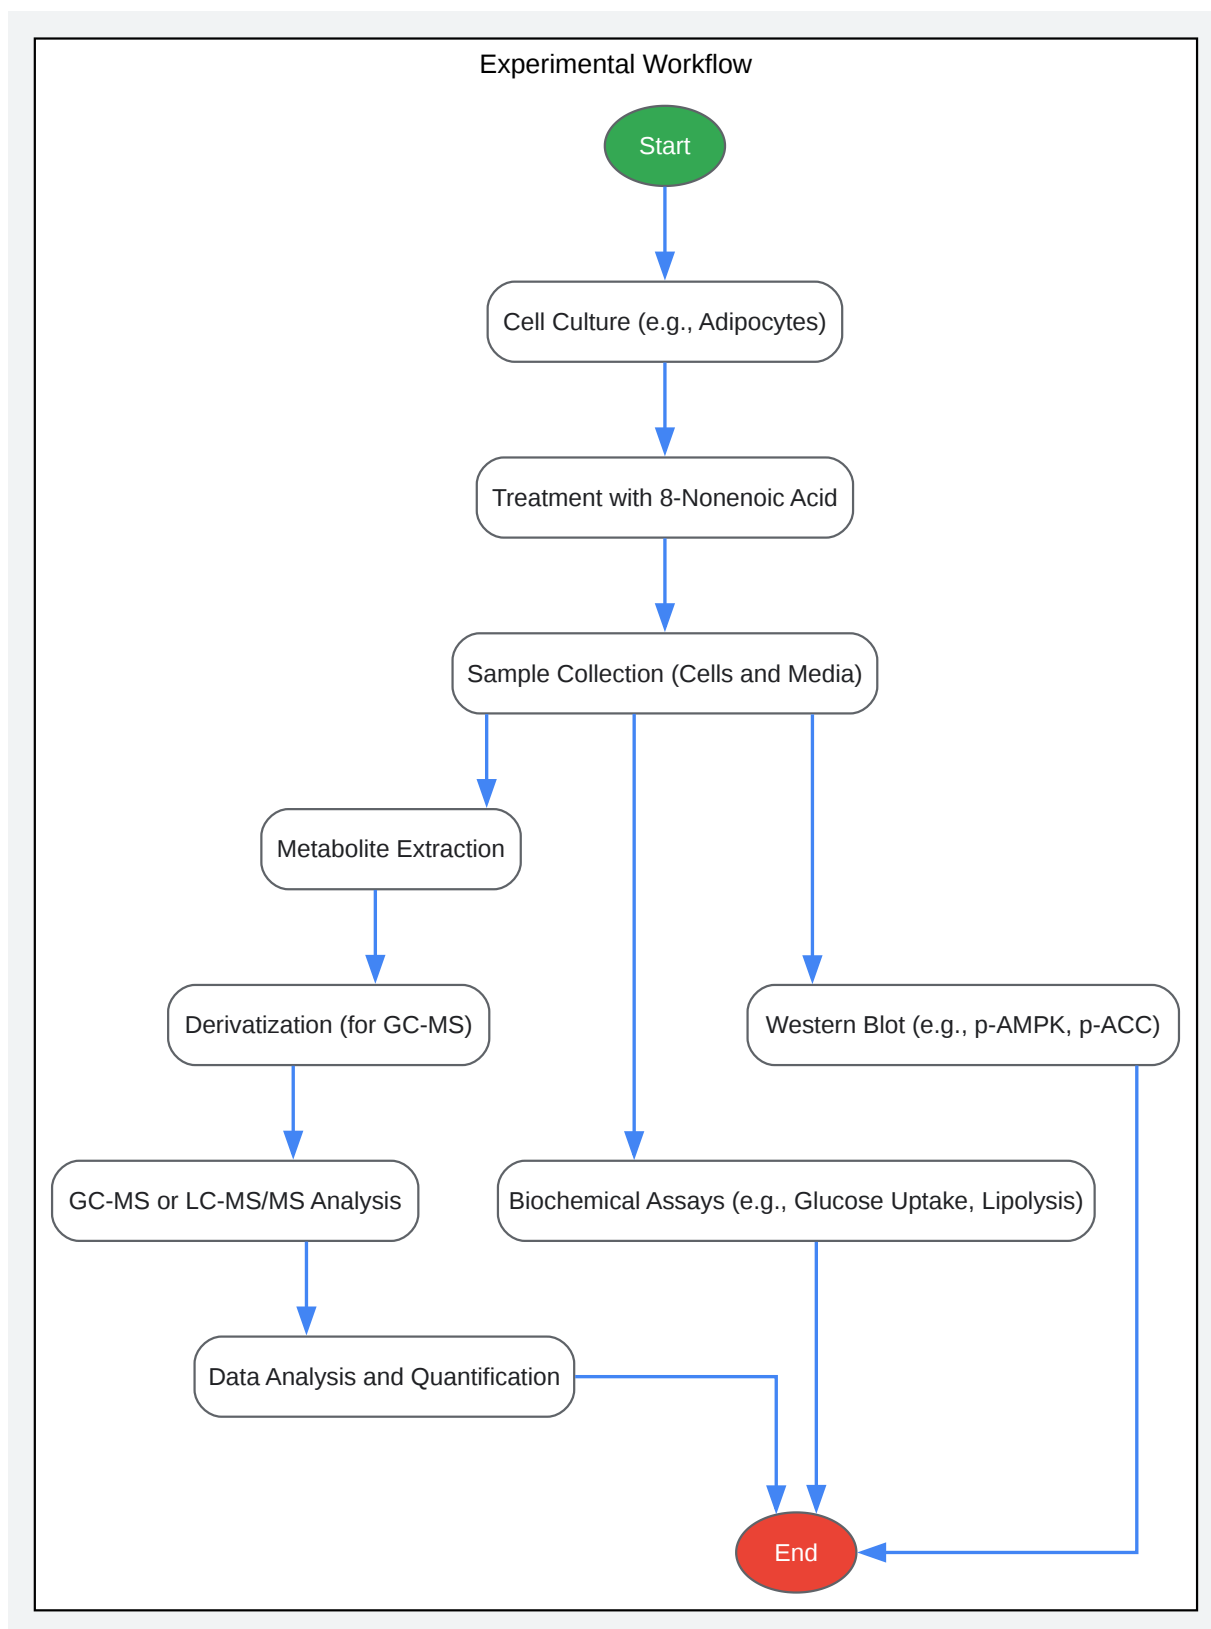 Experimental Workflow
Start
Cell Culture (e.g., Adipocytes)
Treatment with 8-Nonenoic Acid
Sample Collection (Cells and Media)
Metabolite Extraction
Derivatization (for GC-MS)
Western Blot (e.g., p-AMPK, p-ACC)
GC-MS or LC-MS/MS Analysis
Biochemical Assays (e.g., Glucose Uptake, Lipolysis)
Data Analysis and Quantification
End